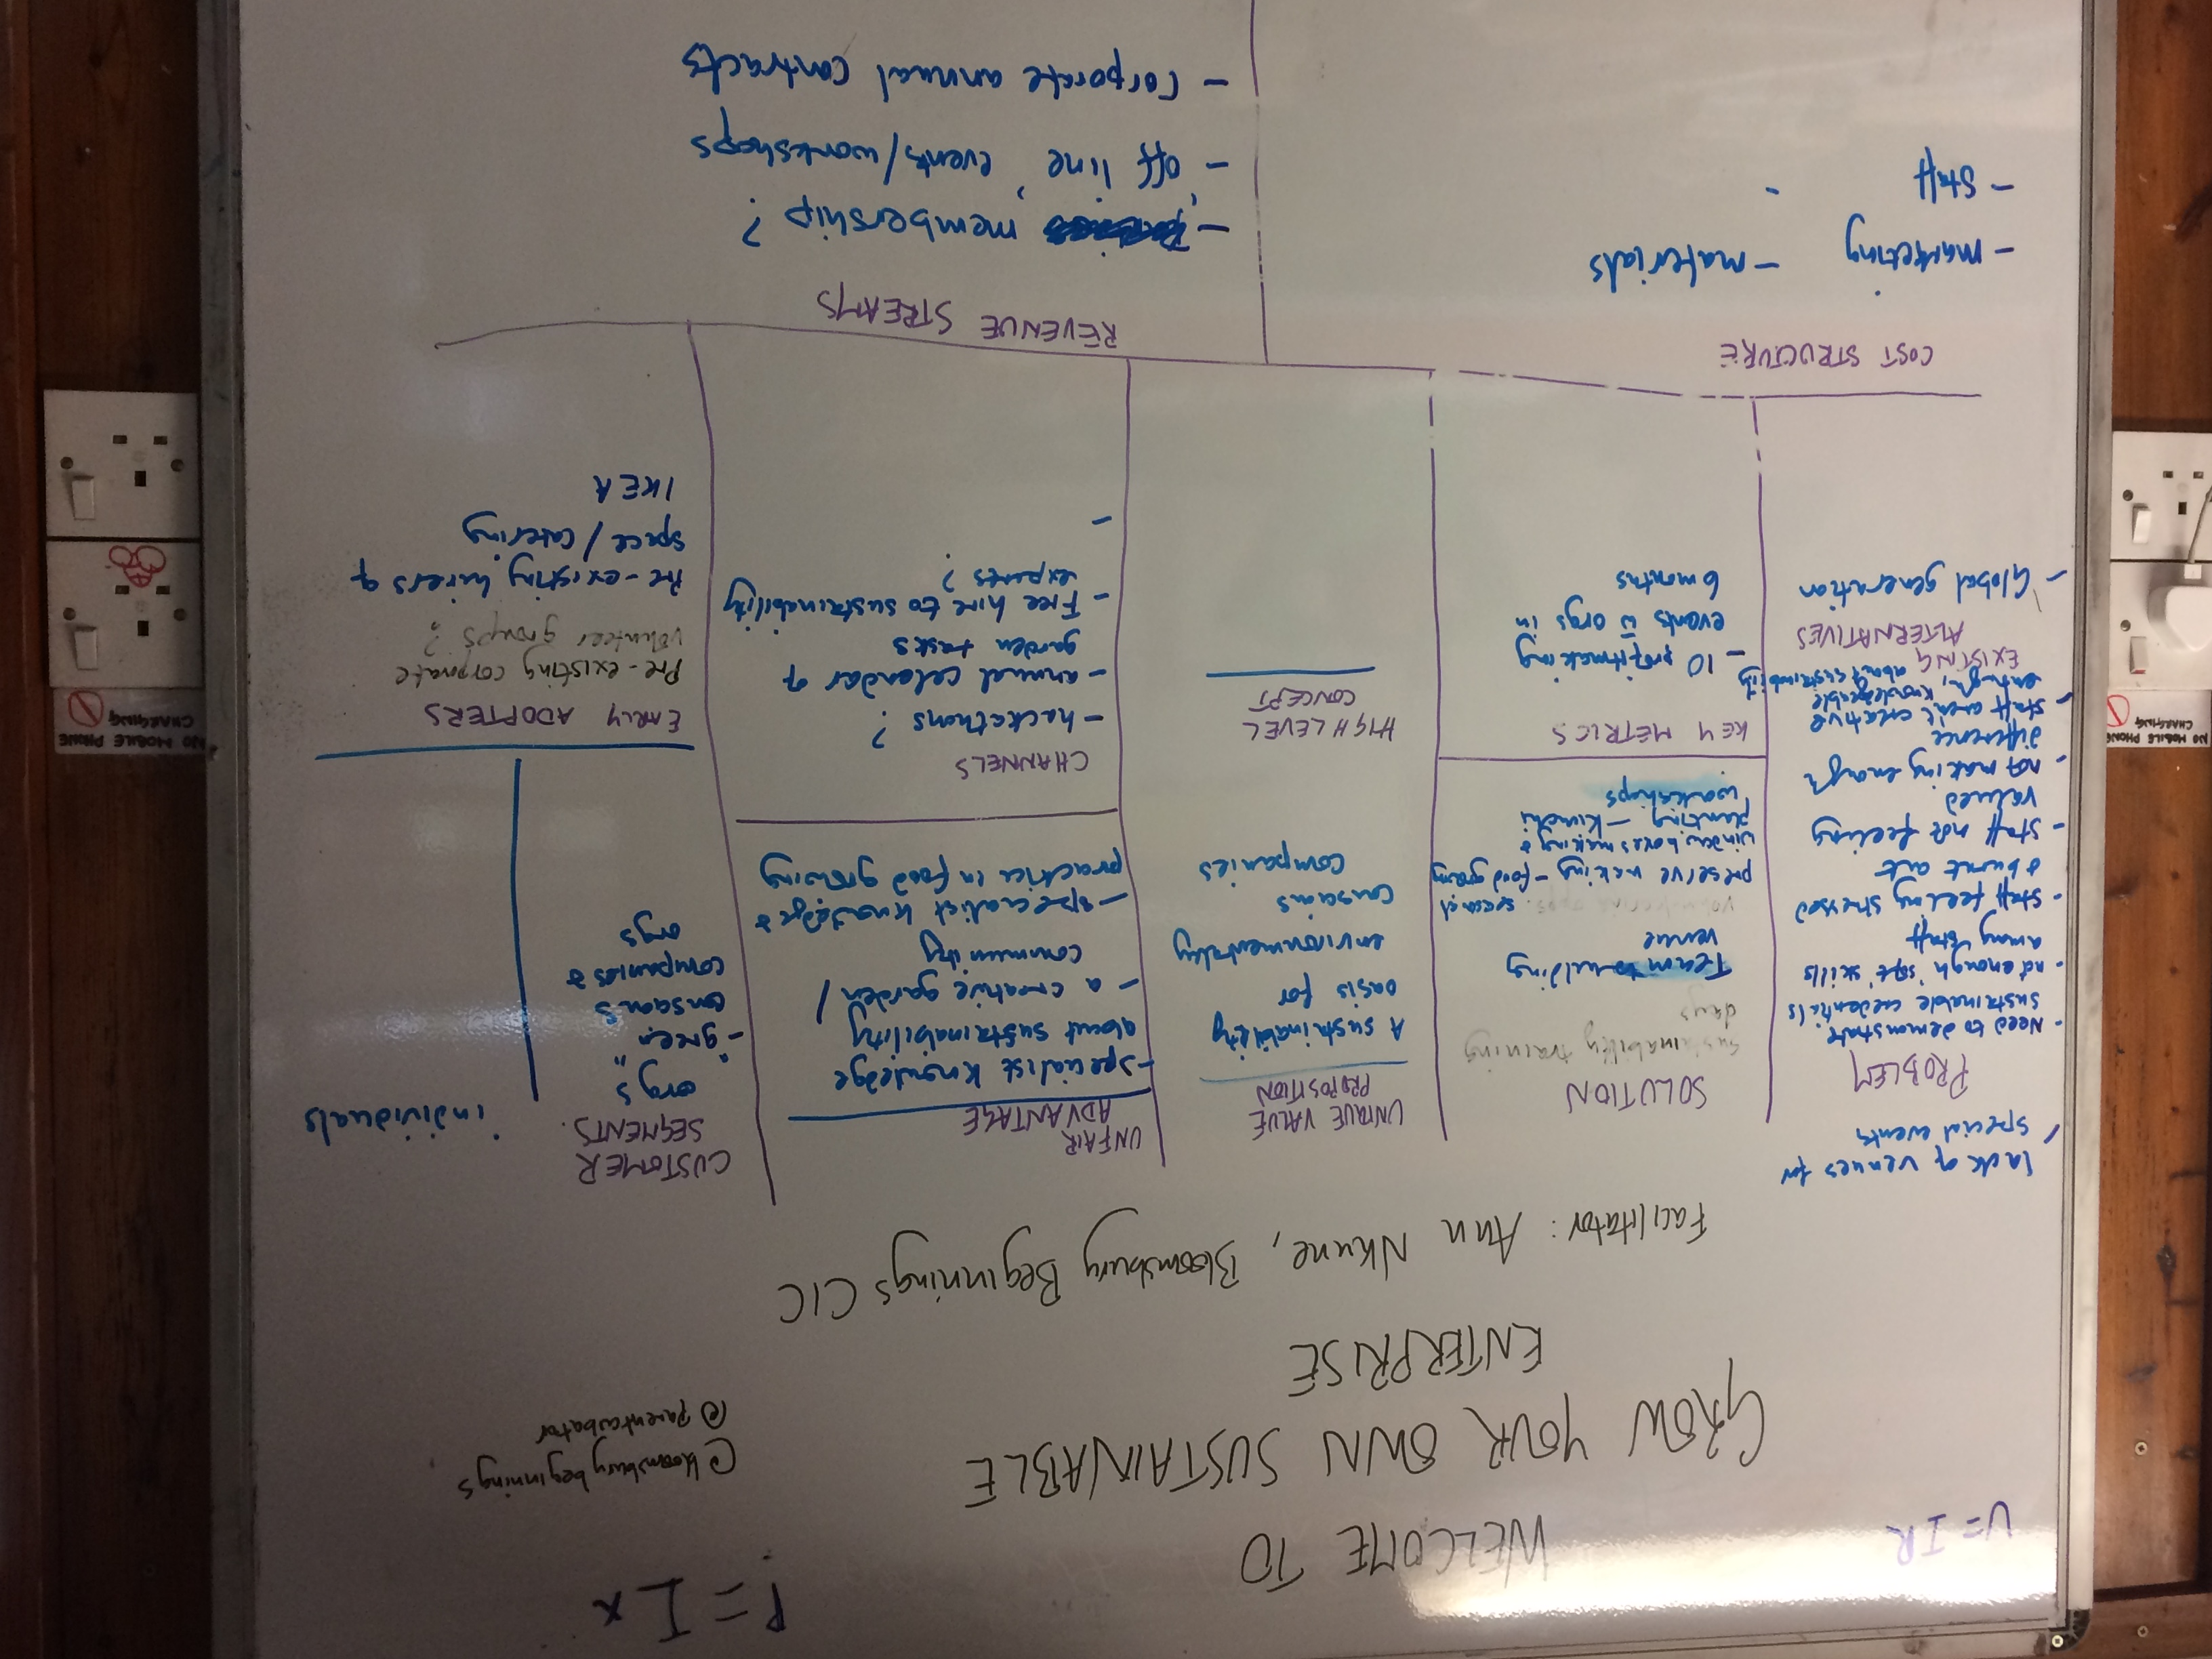 U=IR
P = I x
WELCOME TO
GROW YOUR OWN SUSTAINABLE
ENTERPRISE
@bloomsburybeginnings
@parentcubator
Facilitator: Ann Nkune, Bloomsbury Beginnings CIC
lack of venues for
special events
PROBLEM
- Need to demonstrate
sustainable credentials
- not enough 'soft' skills
among staff
- staff feeling stressed
& burnt out
- staff not feeling
valued
- not making enough
difference
- staff aren't creative
enough, knowledgeable
about sustainability
EXISTING
ALTERNATIVES
- Global generation
SOLUTION
sustainability training
days
Team building
venue
volunteering opps. seasonal
preserve making - food growing
window boxes making &
planting - Kimchi
workshops
KEY METRICS
- 10 profitmaking
events w̄ orgs in
6 months
UNIQUE VALUE
PROPOSITION
A sustainability
oasis for
environmentally
conscious
companies
HIGH LEVEL
CONCEPT
UNFAIR
ADVANTAGE
- specialist knowledge
about sustainability
- a creative garden/
community
- specialist knowledge &
practice in food growing
CHANNELS
- hackathons ?
- annual calendar of
garden tasks
- Free hire to sustainability
experts ?
-
CUSTOMER
SEGMENTS.
orgs
- "green"
conscious
companies &
orgs
individuals
EARLY ADOPTERS
Pre-existing corporate
volunteer groups ?
Pre-existing hirers of
space/catering
IKEA
COST STRUCTURE
- marketing
- staff
- materials
-
REVENUE STREAMS
- membership ?
- 'off line' events/workshops
- Corporate annual contracts
NO MOBILE PHONE
CHARGING
NO MOBILE PHONE
CHARGING